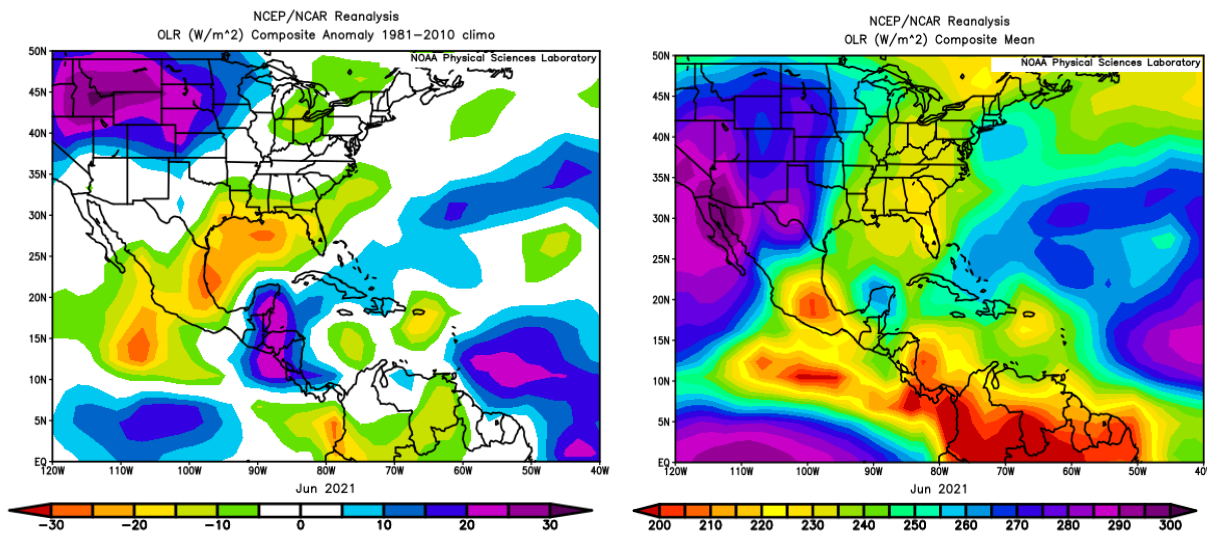 NCEP/NCAR Reanalysis
OLR (W/m^2) Composite Anomaly 1981-2010 climo
NOAA Physical Sciences Laboratory
50N
45N
40N
35N
30N
25N
20N
15N
10N
5N
EQ
120W 110W 100W 90W 80W 70W 60W 50W 40W
Jun 2021
-30 -20 -10 0 10 20 30
NCEP/NCAR Reanalysis
OLR (W/m^2) Composite Mean
NOAA Physical Sciences Laboratory
50N
45N
40N
35N
30N
25N
20N
15N
10N
5N
EQ
120W 110W 100W 90W 80W 70W 60W 50W 40W
Jun 2021
200 210 220 230 240 250 260 270 280 290 300